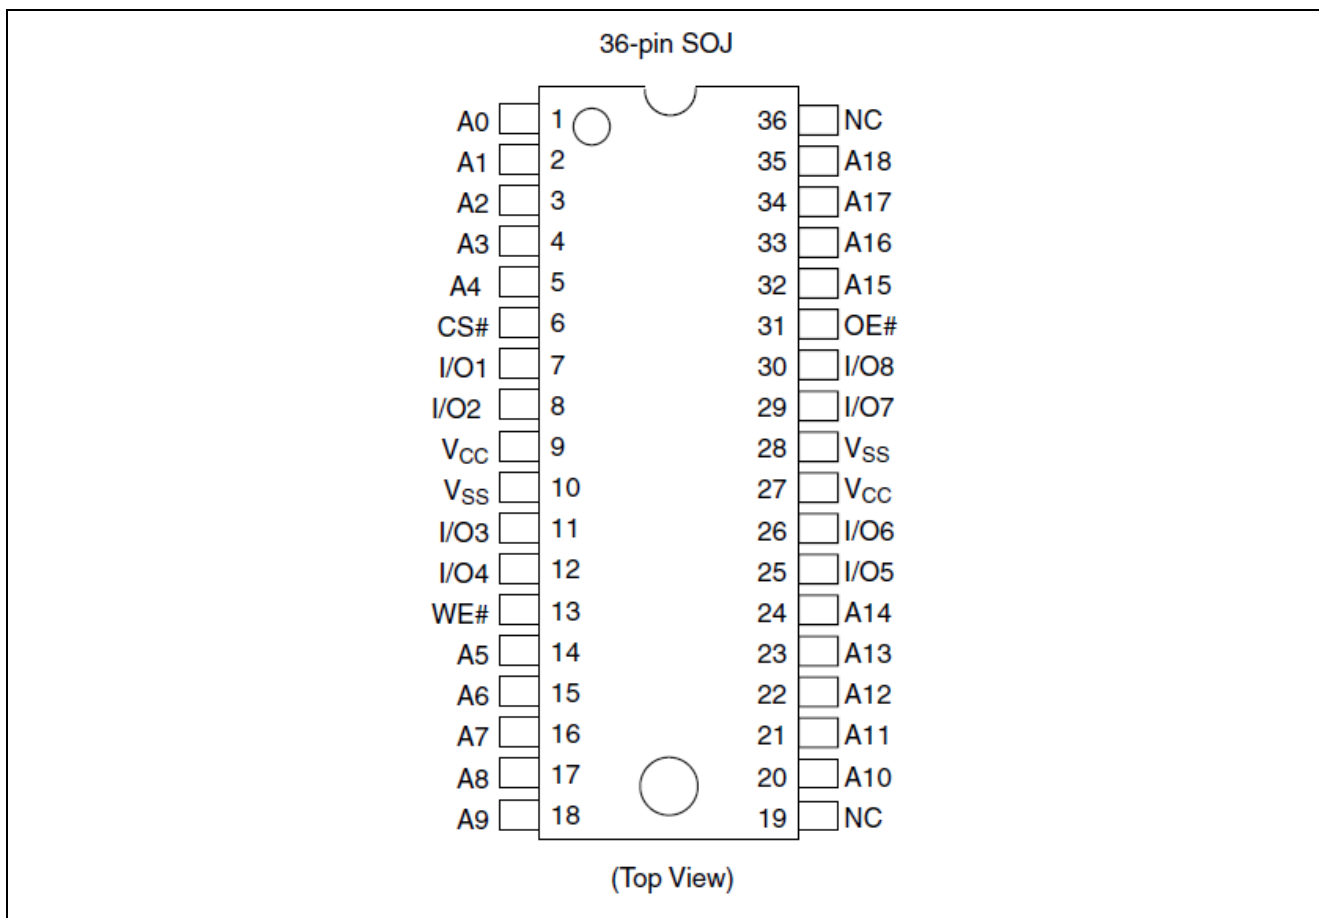 36-pin SOJ
A0 1 36 NC
A1 2 35 A18
A2 3 34 A17
A3 4 33 A16
A4 5 32 A15
CS# 6 31 OE#
I/O1 7 30 I/O8
I/O2 8 29 I/O7
VCC 9 28 VSS
VSS 10 27 VCC
I/O3 11 26 I/O6
I/O4 12 25 I/O5
WE# 13 24 A14
A5 14 23 A13
A6 15 22 A12
A7 16 21 A11
A8 17 20 A10
A9 18 19 NC
(Top View)